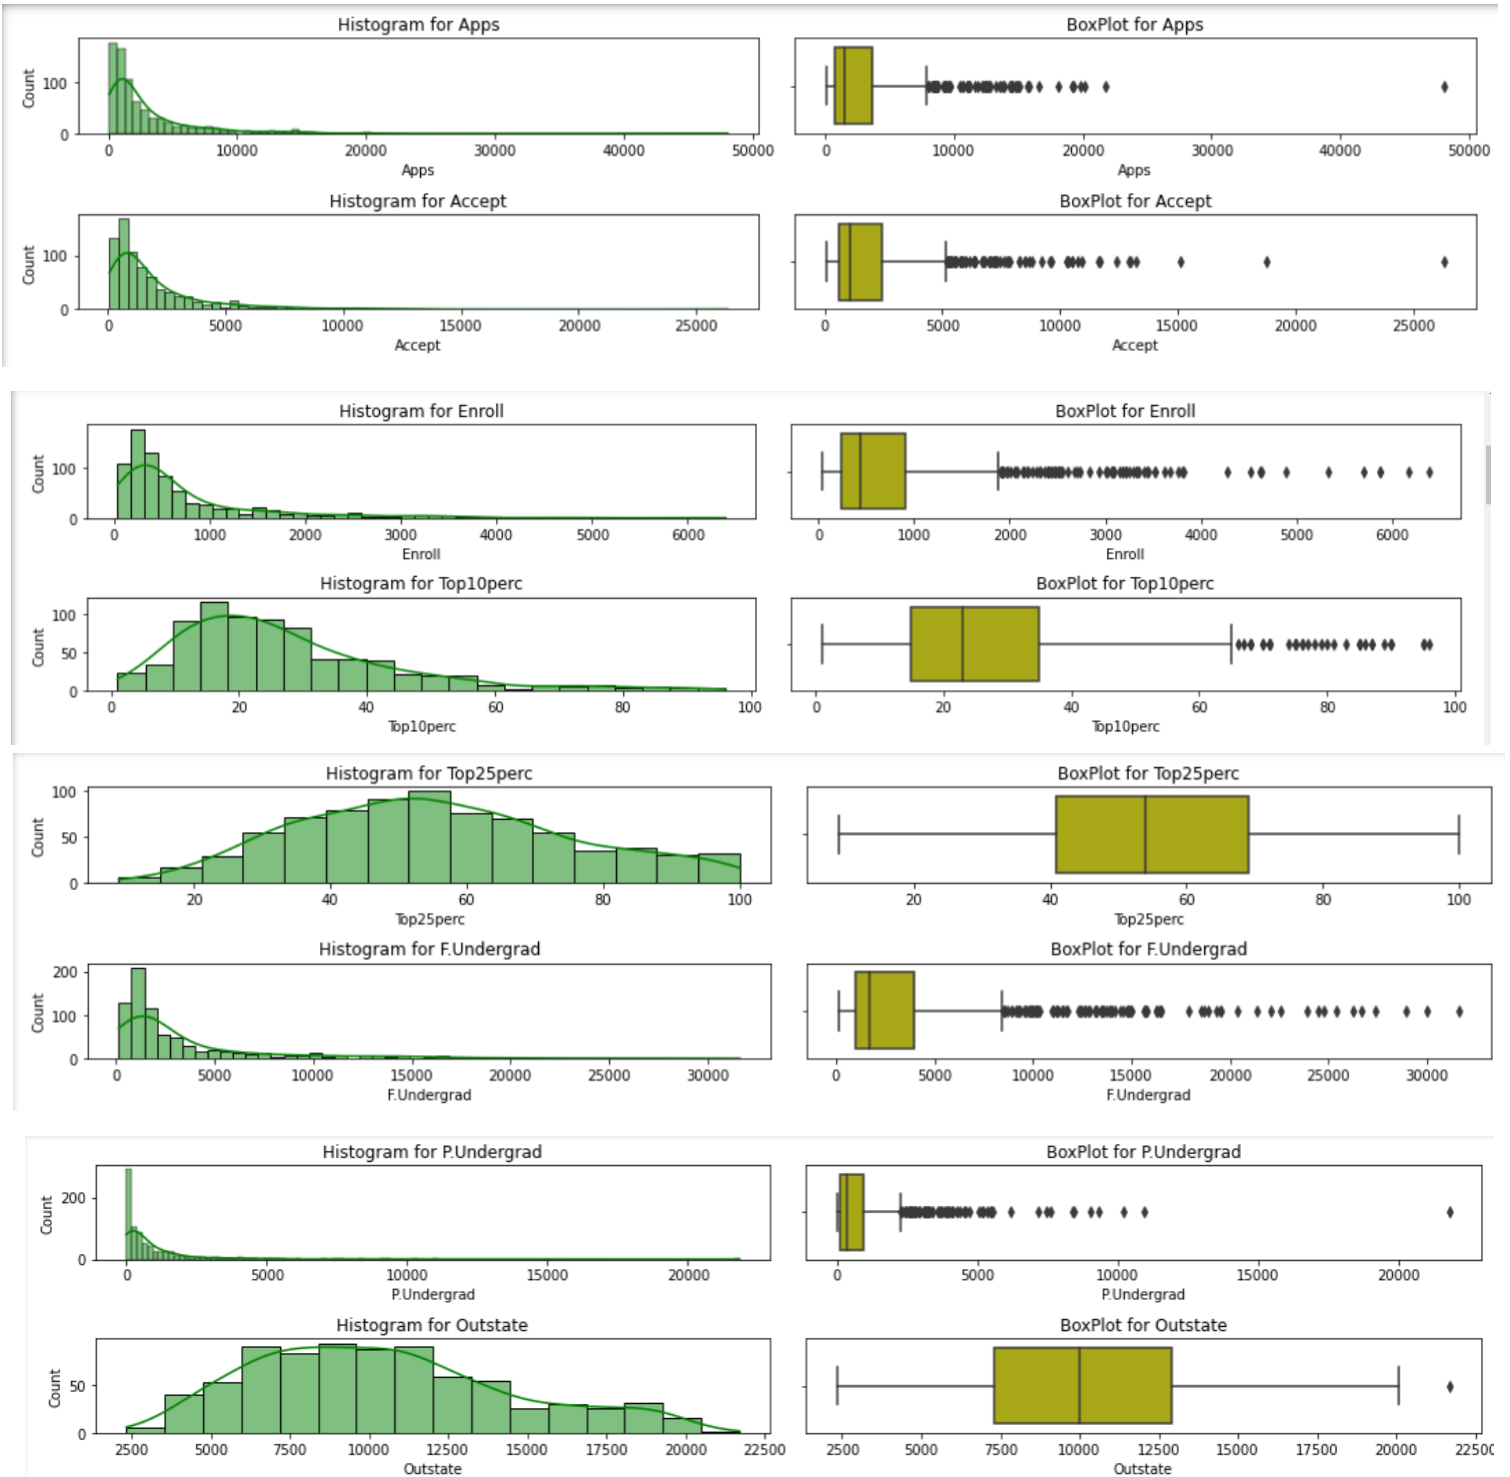 Histogram for Apps
BoxPlot for Apps
Count
100
0
0 10000 20000 30000 40000 50000
Apps
0 10000 20000 30000 40000 50000
Apps
Histogram for Accept
BoxPlot for Accept
Count
100
0
0 5000 10000 15000 20000 25000
Accept
0 5000 10000 15000 20000 25000
Accept
Histogram for Enroll
BoxPlot for Enroll
Count
100
0
0 1000 2000 3000 4000 5000 6000
Enroll
0 1000 2000 3000 4000 5000 6000
Enroll
Histogram for Top10perc
BoxPlot for Top10perc
Count
100
50
0
0 20 40 60 80 100
Top10perc
0 20 40 60 80 100
Top10perc
Histogram for Top25perc
BoxPlot for Top25perc
Count
100
50
0
20 40 60 80 100
Top25perc
20 40 60 80 100
Top25perc
Histogram for F.Undergrad
BoxPlot for F.Undergrad
Count
200
100
0
0 5000 10000 15000 20000 25000 30000
F.Undergrad
0 5000 10000 15000 20000 25000 30000
F.Undergrad
Histogram for P.Undergrad
BoxPlot for P.Undergrad
Count
200
0
0 5000 10000 15000 20000
P.Undergrad
0 5000 10000 15000 20000
P.Undergrad
Histogram for Outstate
BoxPlot for Outstate
Count
50
0
2500 5000 7500 10000 12500 15000 17500 20000 22500
Outstate
2500 5000 7500 10000 12500 15000 17500 20000 2250
Outstate